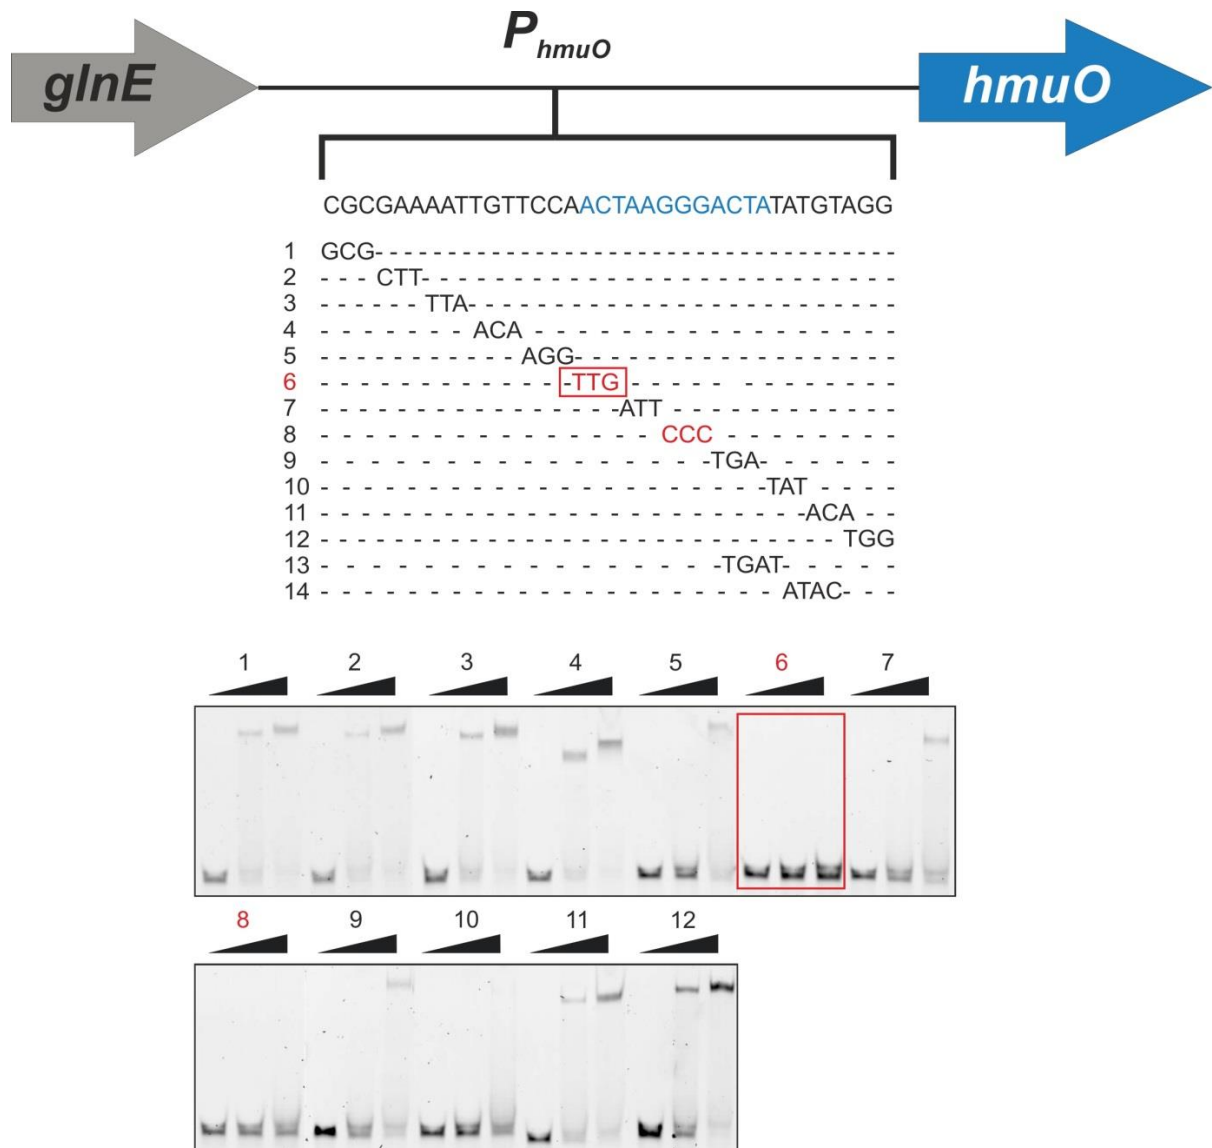 glnE PhmuO hmuO
CGCGAAAATTGTTCCAACTAAGGGACTATATGTAGG
1 GCG- - - - - - - - - - - - - - - - - - - - - - - - - - - - - - - - -
2 - - - CTT- - - - - - - - - - - - - - - - - - - - - - - - - - - - - -
3 - - - - - - TTA- - - - - - - - - - - - - - - - - - - - - - - - - - -
4 - - - - - - - - - ACA - - - - - - - - - - - - - - - - - - - - - - - -
5 - - - - - - - - - - - - AGG- - - - - - - - - - - - - - - - - - - - -
6 - - - - - - - - - - - - - - - -TTG - - - - - - - - - - - - - - -
7 - - - - - - - - - - - - - - - - - -ATT - - - - - - - - - - - - - -
8 - - - - - - - - - - - - - - - - - - - - - CCC - - - - - - - - - - -
9 - - - - - - - - - - - - - - - - - - - - - - -TGA- - - - - - - - -
10 - - - - - - - - - - - - - - - - - - - - - - - - - - -TAT - - - - - -
11 - - - - - - - - - - - - - - - - - - - - - - - - - - - - - -ACA - - -
12 - - - - - - - - - - - - - - - - - - - - - - - - - - - - - - - - - TGG
13 - - - - - - - - - - - - - - - - - - - - - - - -TGAT- - - - - - -
14 - - - - - - - - - - - - - - - - - - - - - - - - - - - - ATAC- - -
1 2 3 4 5 6 7
8 9 10 11 12